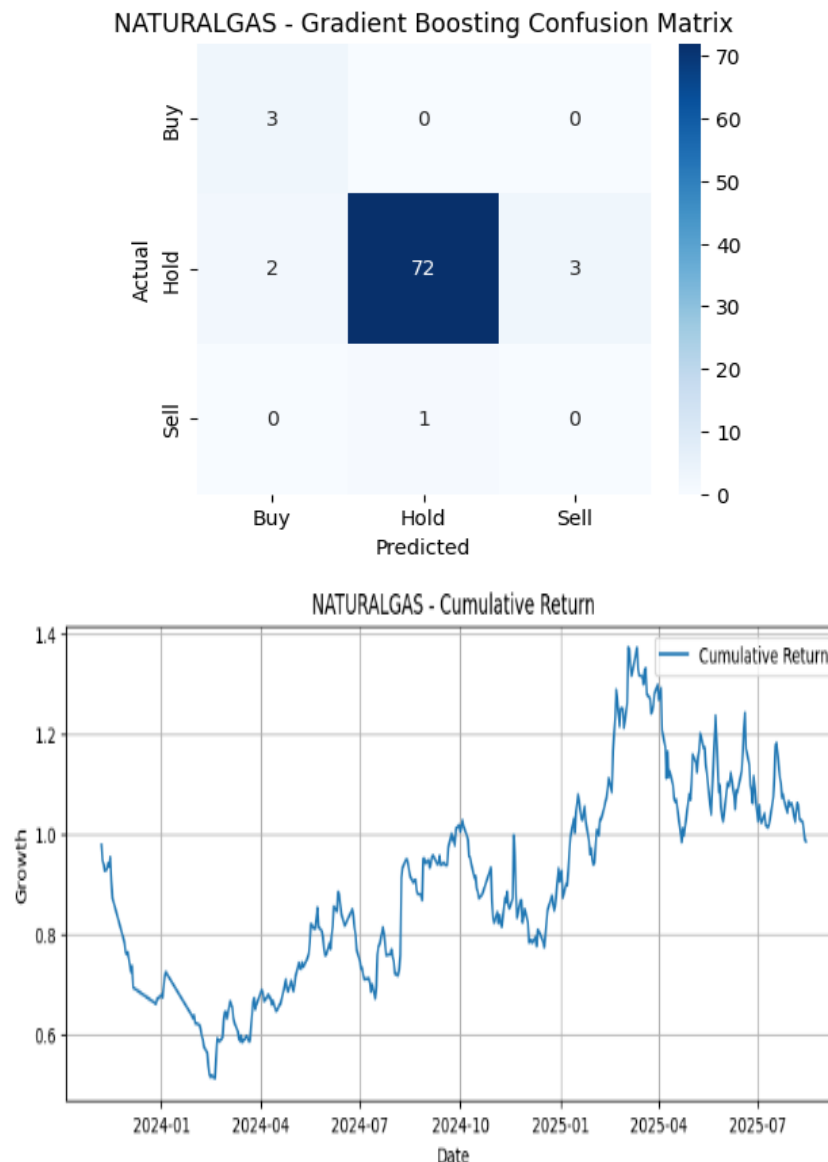 NATURALGAS - Gradient Boosting Confusion Matrix
70
Buy 3 0 0
60
50
Actual
Hold 2 72 3
40
30
20
Sell 0 1 0
10
0
Buy Hold Sell
Predicted
NATURALGAS - Cumulative Return
1.4
Cumulative Return
1.2
1.0
Growth
0.8
0.6
2024-01 2024-04 2024-07 2024-10 2025-01 2025-04 2025-07
Date